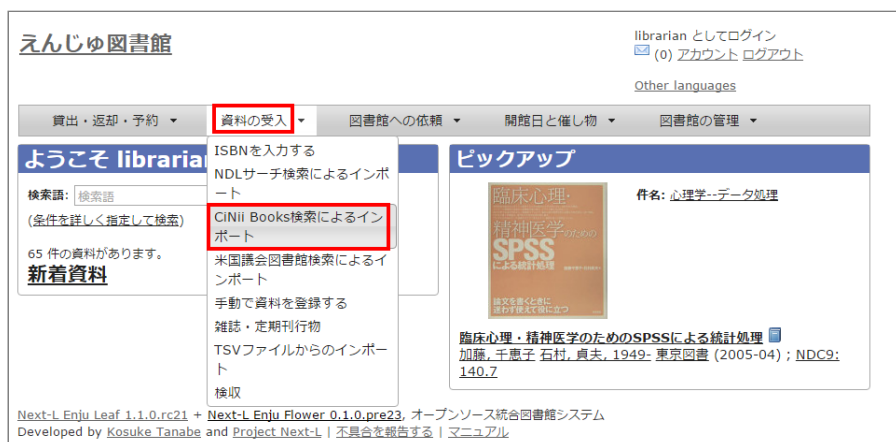 えんじゅ図書館
librarian としてログイン
(0) アカウント ログアウト
Other languages
貸出・返却・予約 ▼ 資料の受入 ▼ 図書館への依頼 ▼ 開館日と催し物 ▼ 図書館の管理 ▼
ISBNを入力する
NDLサーチ検索によるインポ
ート
CiNii Books検索によるイン
ポート
米国議会図書館検索によるイ
ンポート
手動で資料を登録する
雑誌・定期刊行物
TSVファイルからのインポー
ト
検収
ようこそ libraria
検索語: 検索語
(条件を詳しく指定して検索)
65 件の資料があります。
新着資料
ピックアップ
臨床心理・
精神医学のための
SPSS
による統計処理
論文を書くときに
迷わず使えて役に立つ
件名: 心理学--データ処理
臨床心理・精神医学のためのSPSSによる統計処理
加藤, 千恵子 石村, 貞夫, 1949- 東京図書 (2005-04) ; NDC9:
140.7
Next-L Enju Leaf 1.1.0.rc21 + Next-L Enju Flower 0.1.0.pre23, オープンソース統合図書館システム
Developed by Kosuke Tanabe and Project Next-L | 不具合を報告する | マニュアル